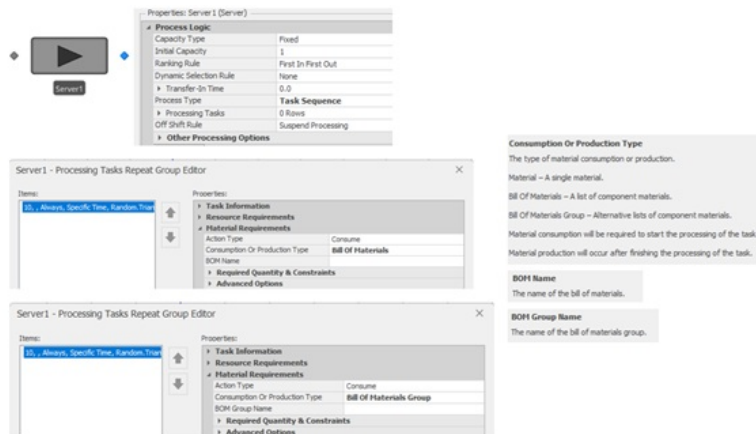 Server1
Properties: Server1 (Server)
Process Logic
Capacity Type Fixed
Initial Capacity 1
Ranking Rule First In First Out
Dynamic Selection Rule None
Transfer-In Time 0.0
Process Type Task Sequence
Processing Tasks 0 Rows
Off Shift Rule Suspend Processing
Other Processing Options
Server1 - Processing Tasks Repeat Group Editor
Items:
Properties:
10, , Always, Specific Time, Random.Trian
Task Information
Resource Requirements
Material Requirements
Action Type Consume
Consumption Or Production Type Bill Of Materials
BOM Name
Required Quantity & Constraints
Advanced Options
Server1 - Processing Tasks Repeat Group Editor
Items:
Properties:
10, , Always, Specific Time, Random.Trian
Task Information
Resource Requirements
Material Requirements
Action Type Consume
Consumption Or Production Type Bill Of Materials Group
BOM Group Name
Required Quantity & Constraints
Advanced Options
Consumption Or Production Type
The type of material consumption or production.
Material – A single material.
Bill Of Materials – A list of component materials.
Bill Of Materials Group – Alternative lists of component materials.
Material consumption will be required to start the processing of the task
Material production will occur after finishing the processing of the task.
BOM Name
The name of the bill of materials.
BOM Group Name
The name of the bill of materials group.